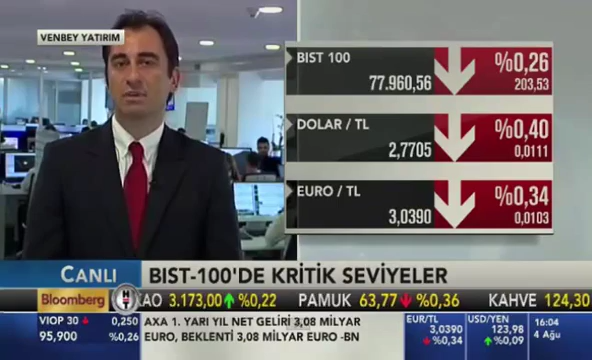 VENBEY YATIRIM
BIST 100
77.960,56
%0,26
203,53
DOLAR / TL
2,7705
%0,40
0,0111
EURO / TL
3,0390
%0,34
0,0103
CANLI
BIST-100'DE KRİTİK SEVİYELER
Bloomberg HT
KAO 3.173,00 %0,22 PAMUK 63,77 %0,36 KAHVE 124,30
VIOP 30 0,250
95,900 %0,26
AXA 1. YARI YIL NET GELİRİ 3,08 MİLYAR
EURO, BEKLENTİ 3,08 MİLYAR EURO -BN
EUR/TL
3,0390
%0,34
USD/YEN
123,98
%0,09
16:04
4 Ağu